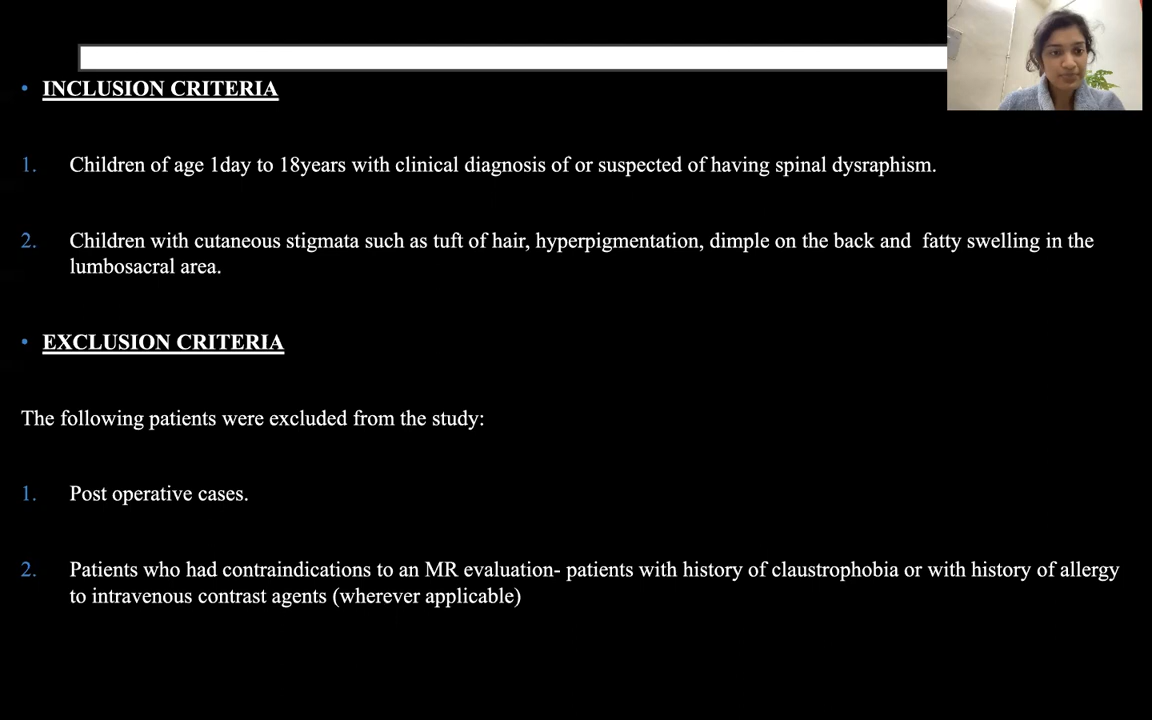 • INCLUSION CRITERIA
1. Children of age 1day to 18years with clinical diagnosis of or suspected of having spinal dysraphism.
2. Children with cutaneous stigmata such as tuft of hair, hyperpigmentation, dimple on the back and  fatty swelling in the
lumbosacral area.
• EXCLUSION CRITERIA
The following patients were excluded from the study:
1. Post operative cases.
2. Patients who had contraindications to an MR evaluation- patients with history of claustrophobia or with history of allergy
to intravenous contrast agents (wherever applicable)